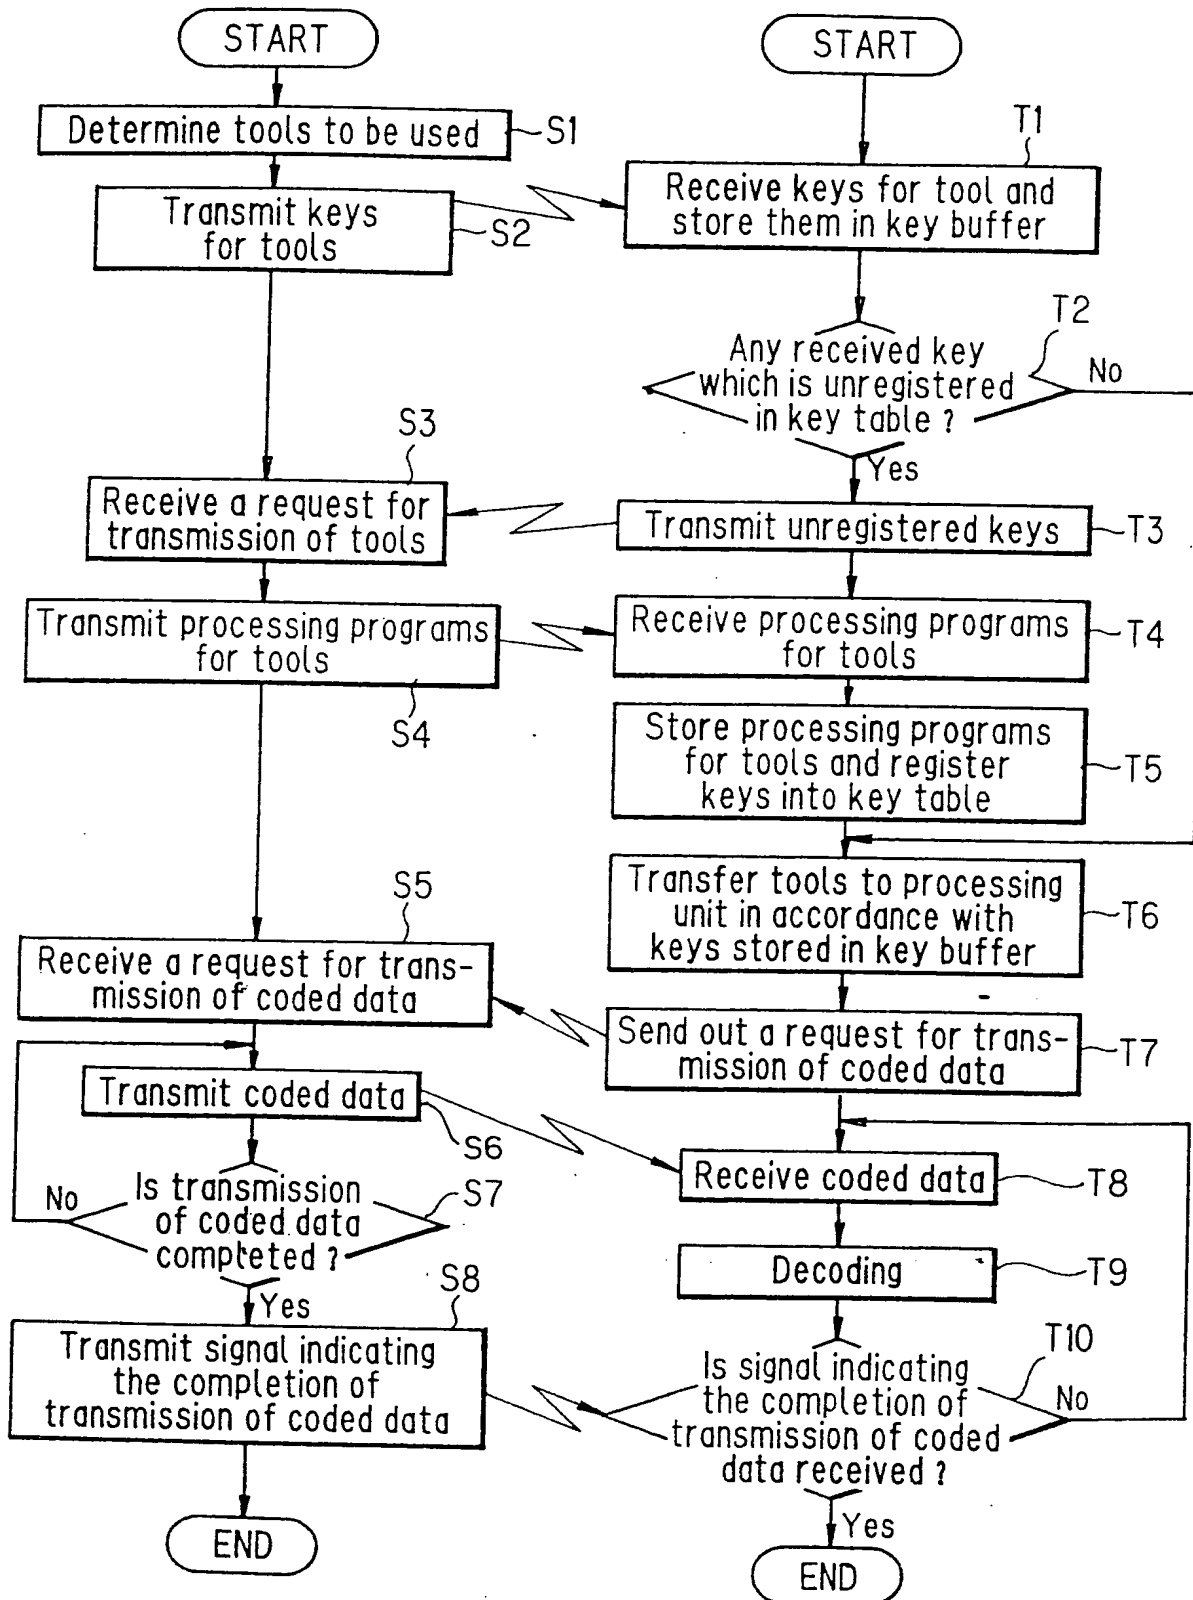 START
Determine tools to be used
S1
Transmit keys
for tools
S2
S3
Receive a request for
transmission of tools
Transmit processing programs
for tools
S4
S5
Receive a request for trans-
mission of coded data
Transmit coded data
S6
Is transmission
of coded data
completed ?
S7
No
Yes
S8
Transmit signal indicating
the completion of
transmission of coded data
END
START
T1
Receive keys for tool and
store them in key buffer
T2
Any received key
which is unregistered
in key table ?
No
Yes
Transmit unregistered keys
T3
Receive processing programs
for tools
T4
Store processing programs
for tools and register
keys into key table
T5
Transfer tools to processing
unit in accordance with
keys stored in key buffer
T6
Send out a request for trans-
mission of coded data
T7
Receive coded data
T8
Decoding
T9
T10
Is signal indicating
the completion of
transmission of coded
data received ?
No
Yes
END